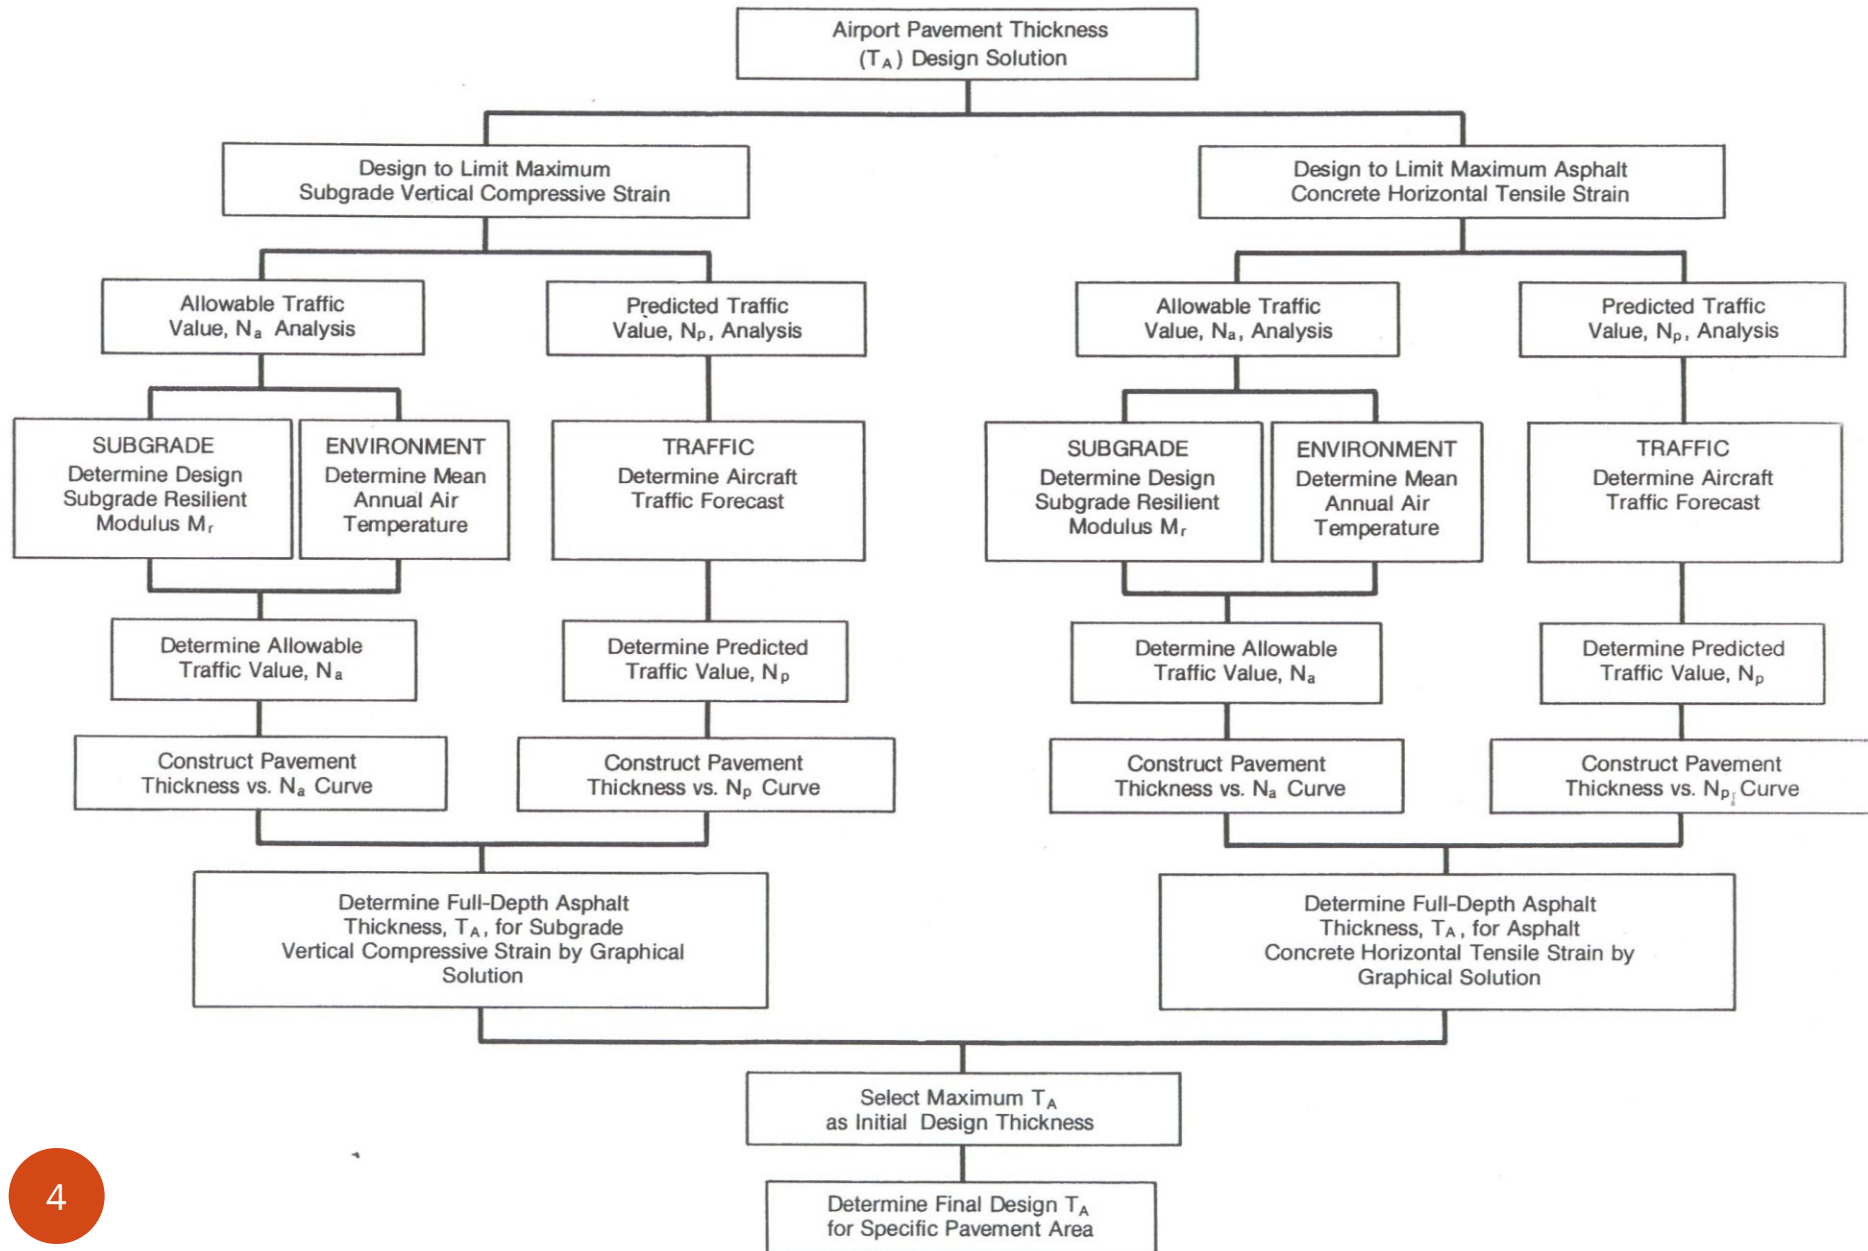 Airport Pavement Thickness
(TA) Design Solution
Design to Limit Maximum
Subgrade Vertical Compressive Strain
Design to Limit Maximum Asphalt
Concrete Horizontal Tensile Strain
Allowable Traffic
Value, Na Analysis
Predicted Traffic
Value, Np, Analysis
Allowable Traffic
Value, Na, Analysis
Predicted Traffic
Value, Np, Analysis
SUBGRADE
Determine Design
Subgrade Resilient
Modulus Mr
ENVIRONMENT
Determine Mean
Annual Air
Temperature
TRAFFIC
Determine Aircraft
Traffic Forecast
SUBGRADE
Determine Design
Subgrade Resilient
Modulus Mr
ENVIRONMENT
Determine Mean
Annual Air
Temperature
TRAFFIC
Determine Aircraft
Traffic Forecast
Determine Allowable
Traffic Value, Na
Determine Predicted
Traffic Value, Np
Determine Allowable
Traffic Value, Na
Determine Predicted
Traffic Value, Np
Construct Pavement
Thickness vs. Na Curve
Construct Pavement
Thickness vs. Np Curve
Construct Pavement
Thickness vs. Na Curve
Construct Pavement
Thickness vs. Np Curve
Determine Full-Depth Asphalt
Thickness, TA, for Subgrade
Vertical Compressive Strain by Graphical
Solution
Determine Full-Depth Asphalt
Thickness, TA, for Asphalt
Concrete Horizontal Tensile Strain by
Graphical Solution
Select Maximum TA
as Initial Design Thickness
Determine Final Design TA
for Specific Pavement Area
4